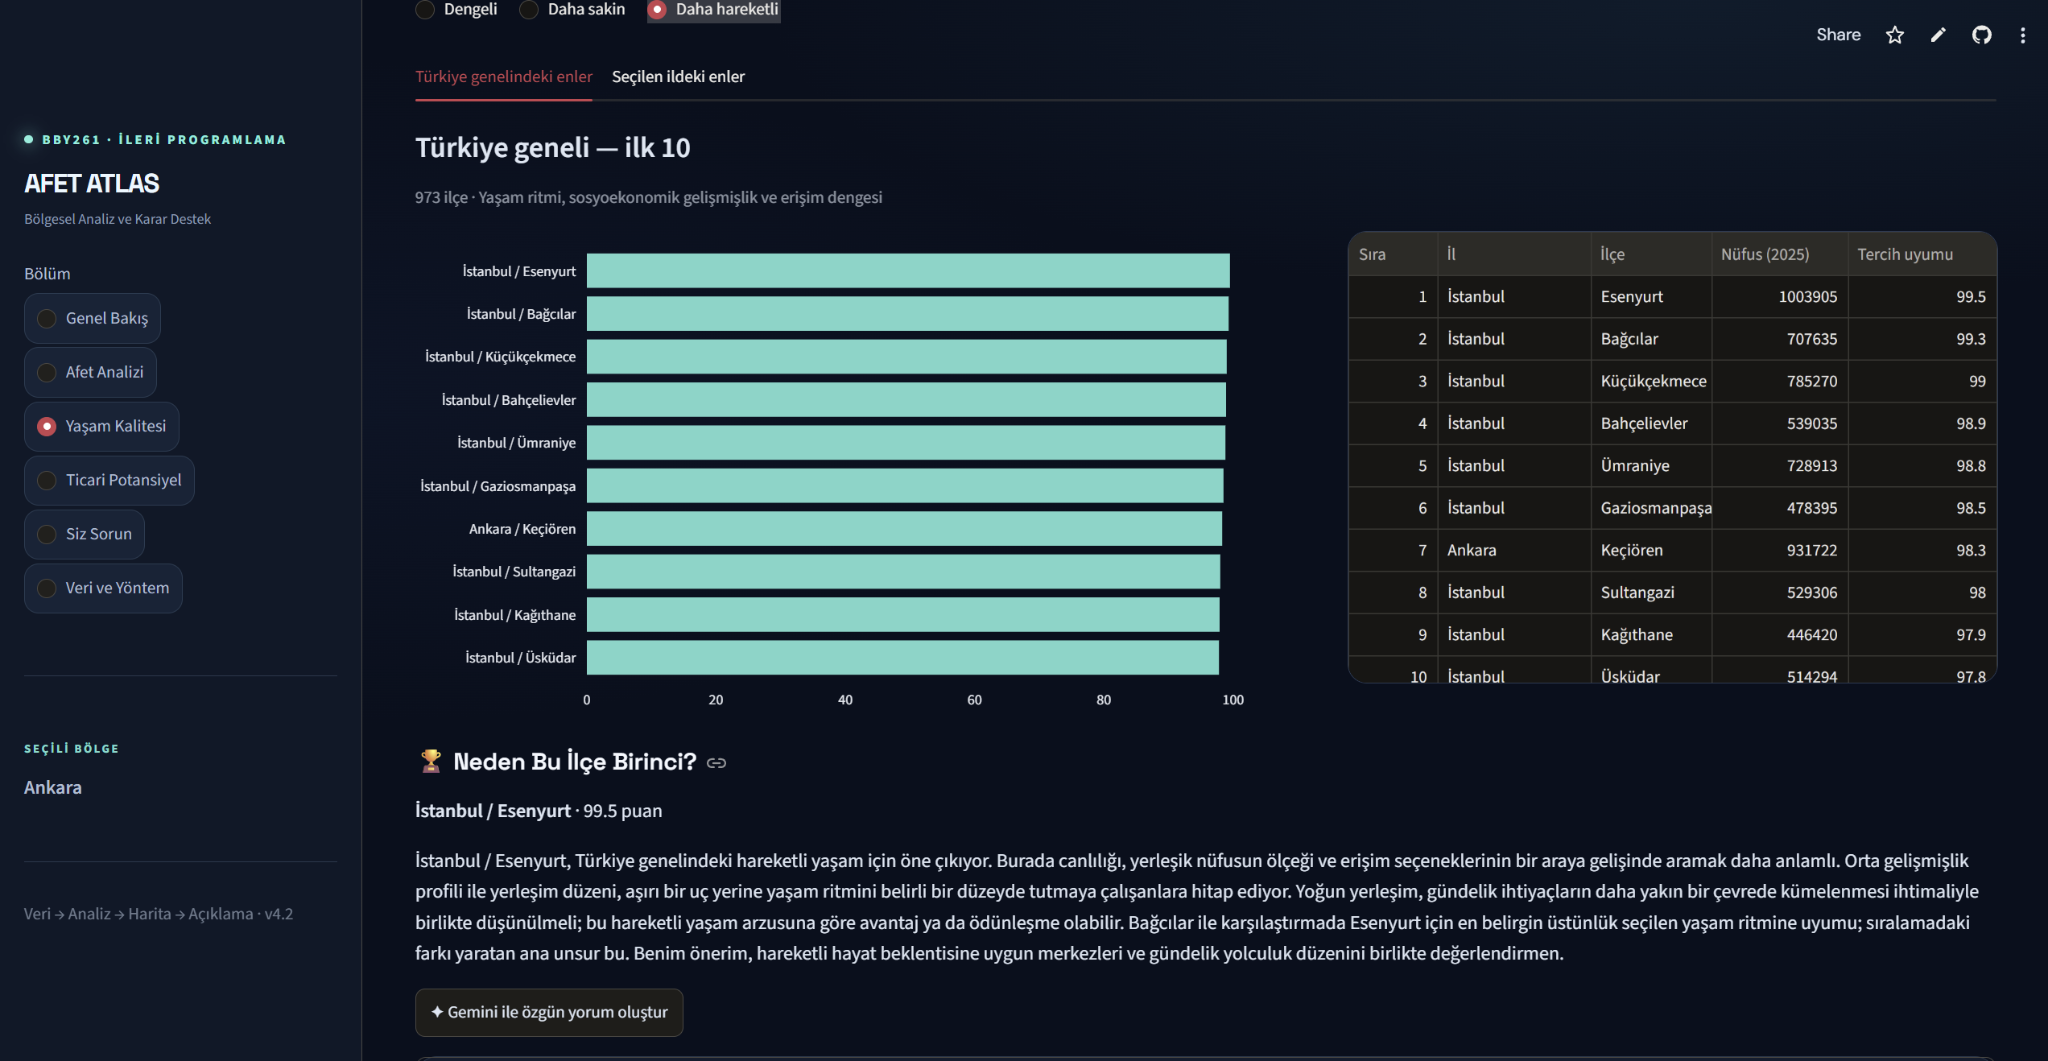 Dengeli Daha sakin Daha hareketli
Share
Türkiye genelindeki enler Seçilen ildeki enler
BBY261 · İLERİ PROGRAMLAMA
AFET ATLAS
Bölgesel Analiz ve Karar Destek
Bölüm
Genel Bakış
Afet Analizi
Yaşam Kalitesi
Ticari Potansiyel
Siz Sorun
Veri ve Yöntem
SEÇİLİ BÖLGE
Ankara
Veri → Analiz → Harita → Açıklama · v4.2
Türkiye geneli — ilk 10
973 ilçe · Yaşam ritmi, sosyoekonomik gelişmişlik ve erişim dengesi
İstanbul / Esenyurt
İstanbul / Bağcılar
İstanbul / Küçükçekmece
İstanbul / Bahçelievler
İstanbul / Ümraniye
İstanbul / Gaziosmanpaşa
Ankara / Keçiören
İstanbul / Sultangazi
İstanbul / Kağıthane
İstanbul / Üsküdar
0 20 40 60 80 100
Sıra İl İlçe Nüfus (2025) Tercih uyumu
1 İstanbul Esenyurt 1003905 99.5
2 İstanbul Bağcılar 707635 99.3
3 İstanbul Küçükçekmece 785270 99
4 İstanbul Bahçelievler 539035 98.9
5 İstanbul Ümraniye 728913 98.8
6 İstanbul Gaziosmanpaşa 478395 98.5
7 Ankara Keçiören 931722 98.3
8 İstanbul Sultangazi 529306 98
9 İstanbul Kağıthane 446420 97.9
10 İstanbul Üsküdar 514294 97.8
🏆 Neden Bu İlçe Birinci?
İstanbul / Esenyurt · 99.5 puan
İstanbul / Esenyurt, Türkiye genelindeki hareketli yaşam için öne çıkıyor. Burada canlılığı, yerleşik nüfusun ölçeği ve erişim seçeneklerinin bir araya gelişinde aramak daha anlamlı. Orta gelişmişlik
profili ile yerleşim düzeni, aşırı bir uç yerine yaşam ritmini belirli bir düzeyde tutmaya çalışanlara hitap ediyor. Yoğun yerleşim, gündelik ihtiyaçların daha yakın bir çevrede kümelenmesi ihtimaliyle
birlikte düşünülmeli; bu hareketli yaşam arzusuna göre avantaj ya da ödünleşme olabilir. Bağcılar ile karşılaştırmada Esenyurt için en belirgin üstünlük seçilen yaşam ritmine uyumu; sıralamadaki
farkı yaratan ana unsur bu. Benim önerim, hareketli hayat beklentisine uygun merkezleri ve gündelik yolculuk düzenini birlikte değerlendirmen.
✦ Gemini ile özgün yorum oluştur